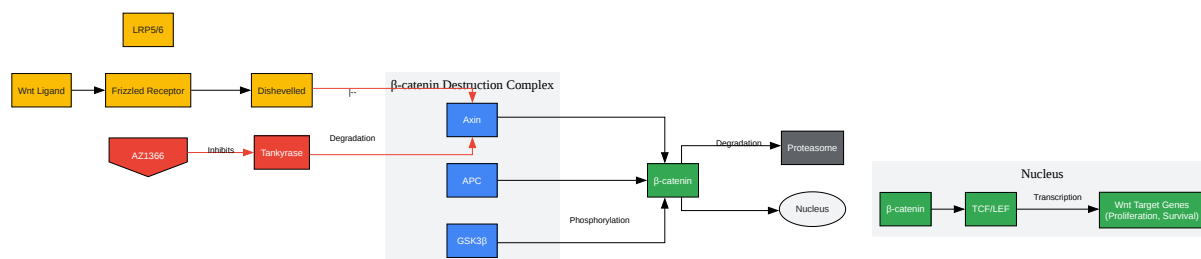 LRP5/6
β-catenin Destruction Complex
Wnt Ligand
Frizzled Receptor
Dishevelled
|--
Axin
AZ1366
Inhibits
Tankyrase
Degradation
Degradation
Proteasome
APC
β-catenin
Nucleus
Phosphorylation
GSK3β
Nucleus
β-catenin
TCF/LEF
Transcription
Wnt Target Genes
(Proliferation, Survival)